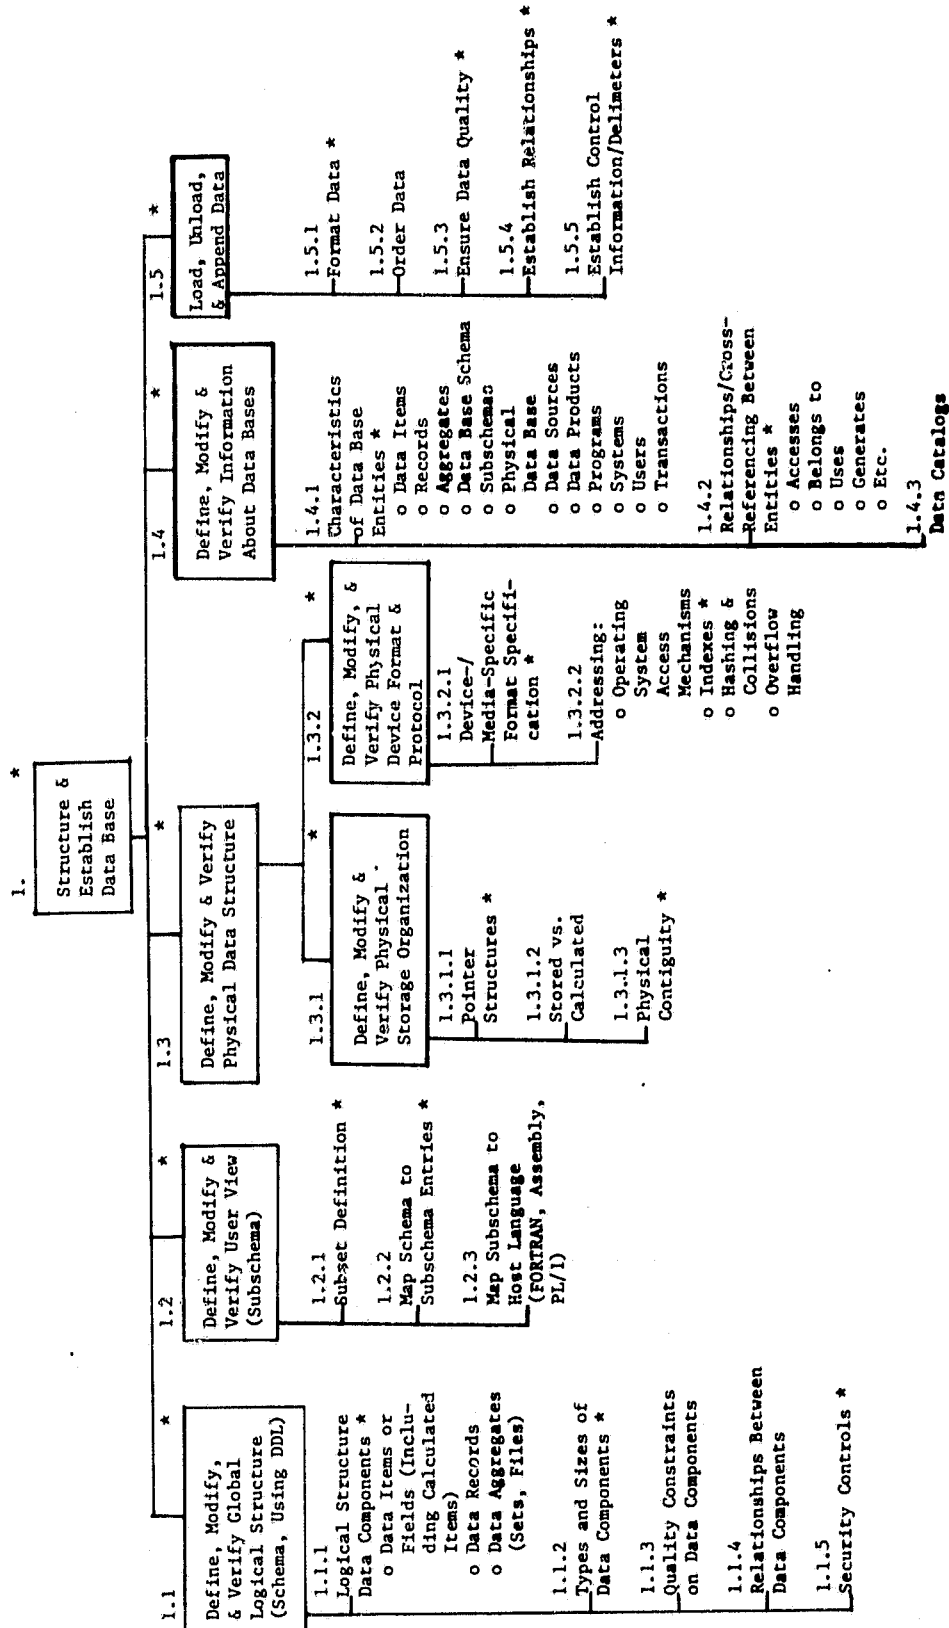 1. *
Structure &
Establish
Data Base
1.1 *
Define, Modify,
& Verify Global
Logical Structure
(Schema, Using DDL)
1.1.1
Logical Structure
Data Components *
o Data Items or
Fields (Inclu-
ding Calculated
Items)
o Data Records
o Data Aggregates
(Sets, Files)
1.1.2
Types and Sizes of
Data Components *
1.1.3
Quality Constraints
on Data Components
1.1.4
Relationships Between
Data Components
1.1.5
Security Controls *
1.2 *
Define, Modify &
Verify User View
(Subschema)
1.2.1
Subset Definition *
1.2.2
Map Schema to
Subschema Entries *
1.2.3
Map Subschema to
Host Language
(FORTRAN, Assembly,
PL/1)
1.3 *
Define, Modify & Verify
Physical Data Structure
1.3.1 *
Define, Modify &
Verify Physical
Storage Organization
1.3.1.1
Pointer
Structures *
1.3.1.2
Stored vs.
Calculated
1.3.1.3
Physical
Contiguity *
1.3.2 *
Define, Modify, &
Verify Physical
Device Format &
Protocol
1.3.2.1
Device-/
Media-Specific
Format Specifi-
cation *
1.3.2.2
Addressing:
o Operating
System
Access
Mechanisms
o Indexes *
o Hashing &
Collisions
o Overflow
Handling
1.4 *
Define, Modify &
Verify Information
About Data Bases
1.4.1
Characteristics
of Data Base
Entities *
o Data Items
o Records
o Aggregates
o Data Base Schema
o Subschemas
o Physical
Data Base
o Data Sources
o Data Products
o Programs
o Systems
o Users
o Transactions
1.4.2
Relationships/Cross-
Referencing Between
Entities *
o Accesses
o Belongs to
o Uses
o Generates
o Etc.
1.4.3
Data Catalogs
1.5 *
Load, Unload,
& Append Data
1.5.1
Format Data *
1.5.2
Order Data
1.5.3
Ensure Data Quality *
1.5.4
Establish Relationships *
1.5.5
Establish Control
Information/Delimeters *